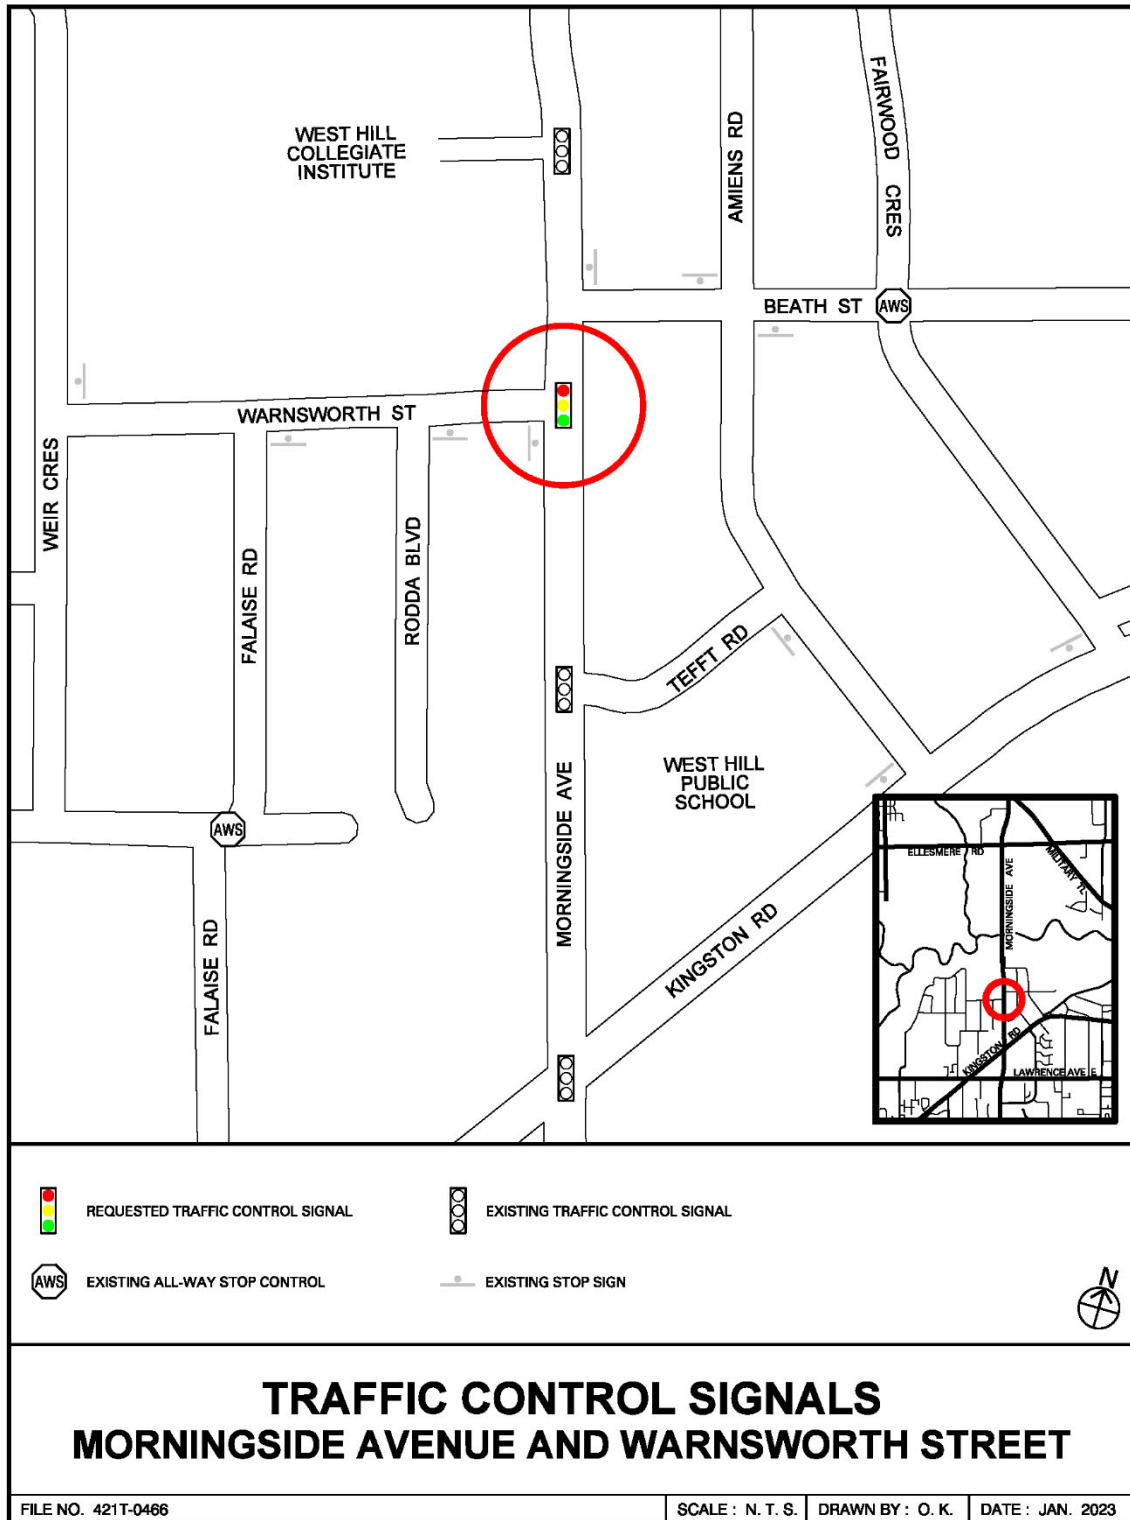 WEST HILL
COLLEGIATE
INSTITUTE
AMIENS RD
FAIRWOOD CRES
BEATH ST
AWS
WARNSWORTH ST
WEIR CRES
FALAISE RD
RODDA BLVD
TEFFT RD
MORNINGSIDE AVE
WEST HILL
PUBLIC
SCHOOL
AWS
FALAISE RD
KINGSTON RD
ELLESMERE RD
MILITARY TL
MORNINGSIDE AVE
KINGSTON RD
LAWRENCE AVE E
REQUESTED TRAFFIC CONTROL SIGNAL
EXISTING TRAFFIC CONTROL SIGNAL
AWS
EXISTING ALL-WAY STOP CONTROL
EXISTING STOP SIGN
N
TRAFFIC CONTROL SIGNALS
MORNINGSIDE AVENUE AND WARNSWORTH STREET
FILE NO. 421T-0466
SCALE : N. T. S.
DRAWN BY : O. K.
DATE : JAN. 2023